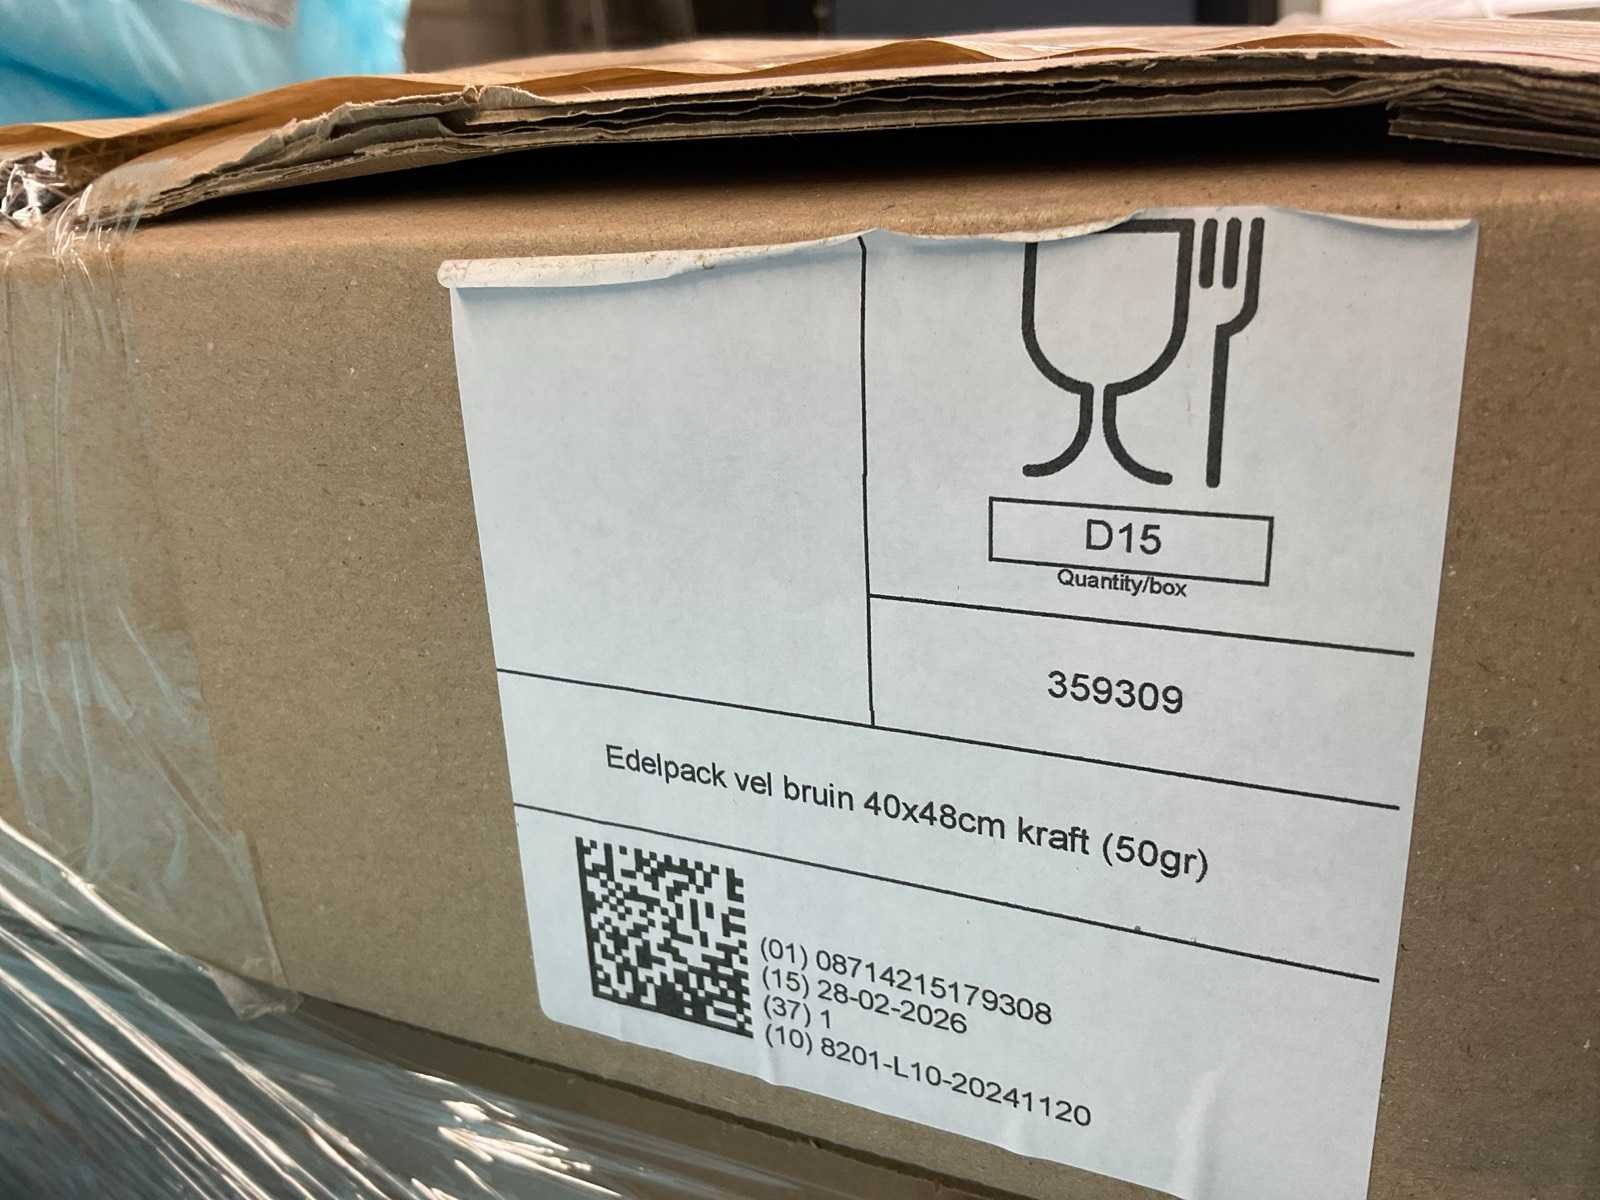 D15
Quantity/box
359309
Edelpack vel bruin 40x48cm kraft (50gr)
(01) 08714215179308
(15) 28-02-2026
(37) 1
(10) 8201-L10-20241120